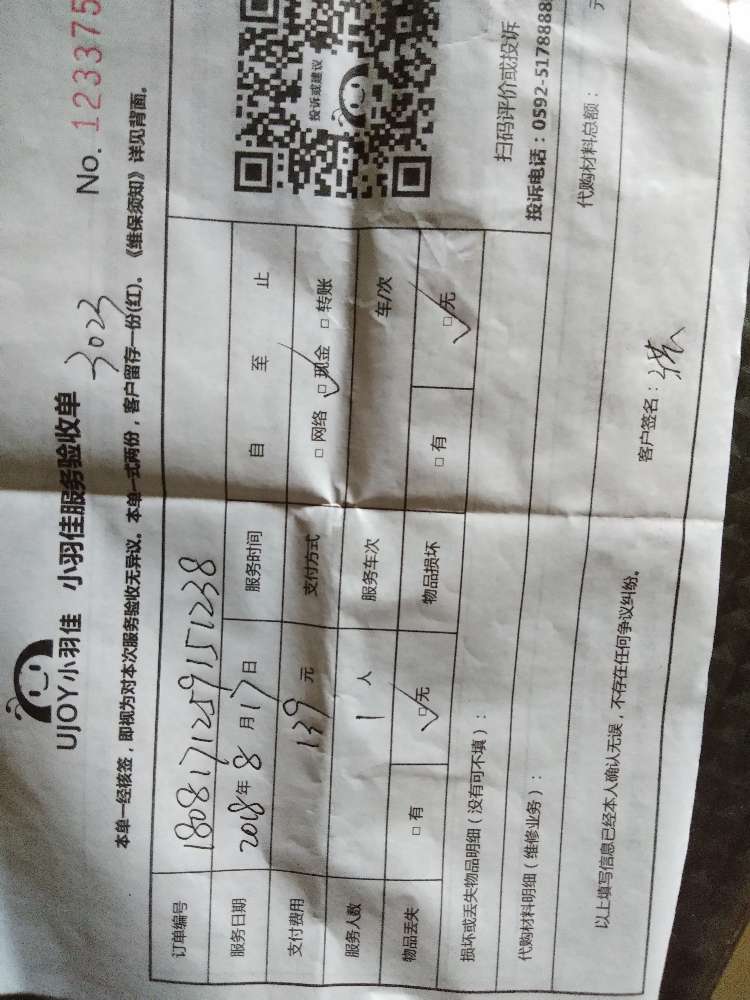 UJOY小羽佳 小羽佳服务验收单 3023
No. 123375
本单一经核签，即视为对本次服务验收无异议。本单一式两份，客户留存一份(红)。《维保须知》详见背面。
订单编号 180817125915 1238
服务日期 2018年8月17日 服务时间 自 至 止
支付费用 139元 支付方式 □网络 □现金 □转账
服务人数 1人 服务车次 车/次
物品丢失 □有 □无 物品损坏 □有 □无
投诉或建议
扫码评价或投诉
投诉电话：0592-5178888
损坏或丢失物品明细（没有可不填）：
代购材料明细（维修业务）：
代购材料总额： 元
以上填写信息已经本人确认无误，不存在任何争议纠纷。
客户签名：